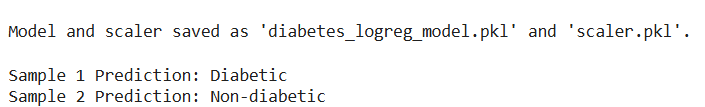 Model and scaler saved as 'diabetes_logreg_model.pkl' and 'scaler.pkl'.
Sample 1 Prediction: Diabetic
Sample 2 Prediction: Non-diabetic